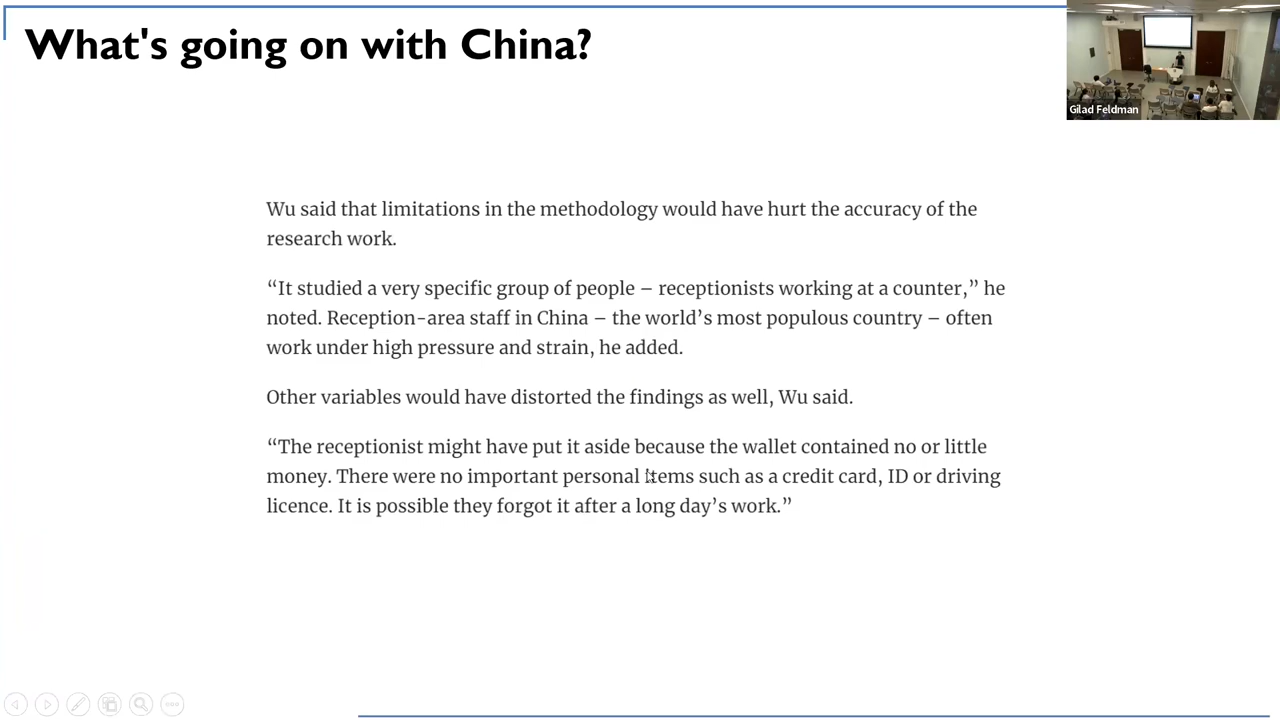 What's going on with China?
Gilad Feldman
Wu said that limitations in the methodology would have hurt the accuracy of the
research work.
“It studied a very specific group of people – receptionists working at a counter,” he
noted. Reception-area staff in China – the world’s most populous country – often
work under high pressure and strain, he added.
Other variables would have distorted the findings as well, Wu said.
“The receptionist might have put it aside because the wallet contained no or little
money. There were no important personal items such as a credit card, ID or driving
licence. It is possible they forgot it after a long day’s work.”